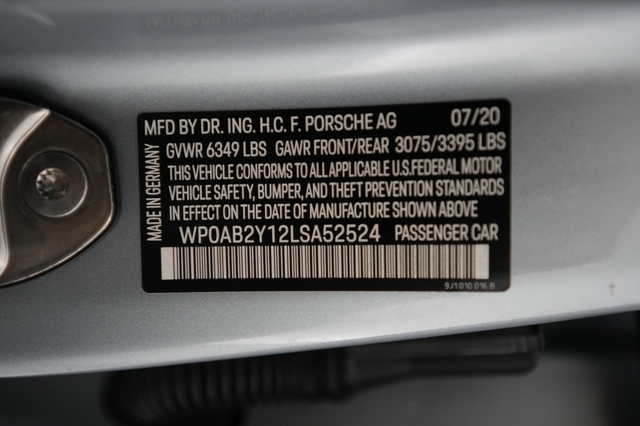 MFD BY DR. ING. H.C. F. PORSCHE AG 07/20
GVWR 6349 LBS GAWR FRONT/REAR 3075/3395 LBS
THIS VEHICLE CONFORMS TO ALL APPLICABLE U.S.FEDERAL MOTOR
VEHICLE SAFETY, BUMPER, AND THEFT PREVENTION STANDARDS
IN EFFECT ON THE DATE OF MANUFACTURE SHOWN ABOVE
MADE IN GERMANY
WP0AB2Y12LSA52524 PASSENGER CAR
9J1.010.016 B